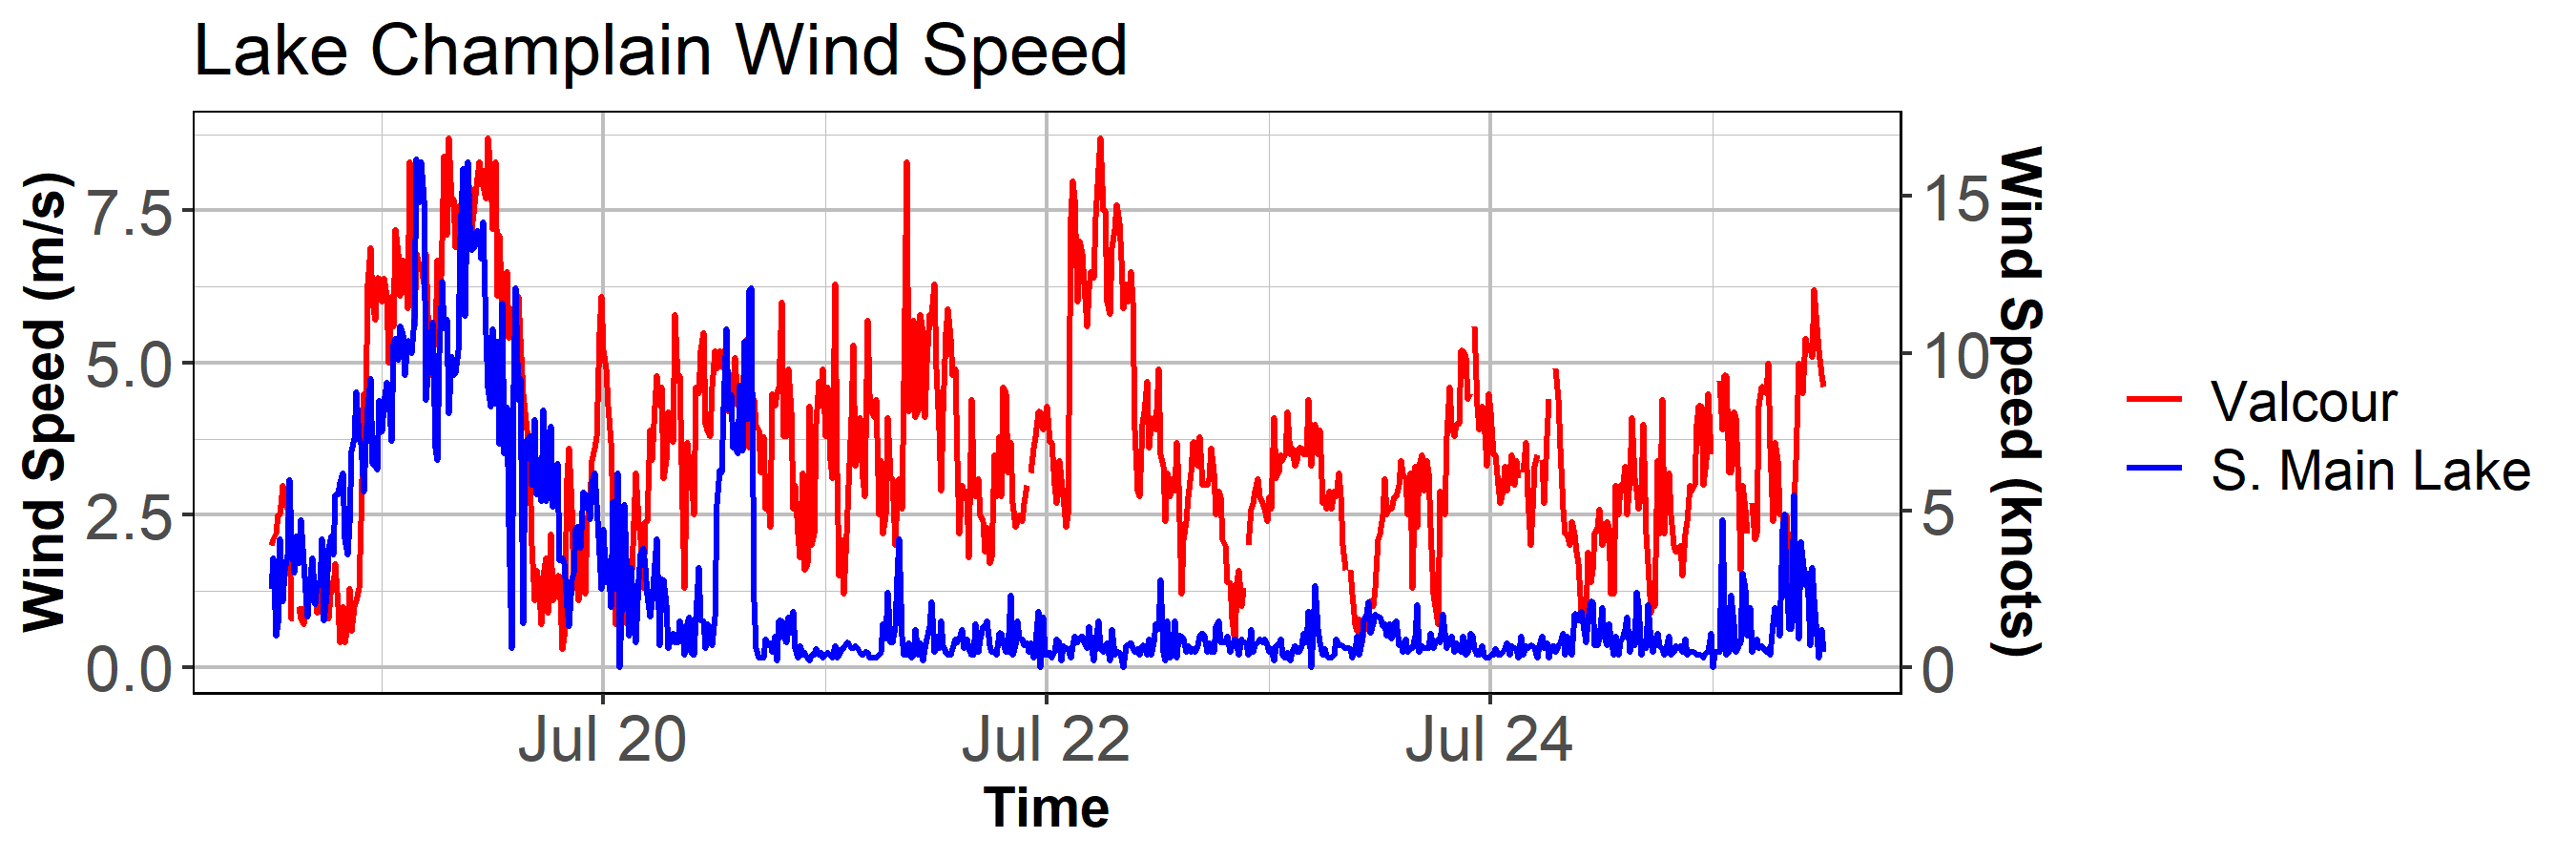 Lake Champlain Wind Speed
Wind Speed (m/s)
7.5
5.0
2.5
0.0
15
10
5
0
Wind Speed (knots)
Jul 20
Jul 22
Jul 24
Time
Valcour
S. Main Lake